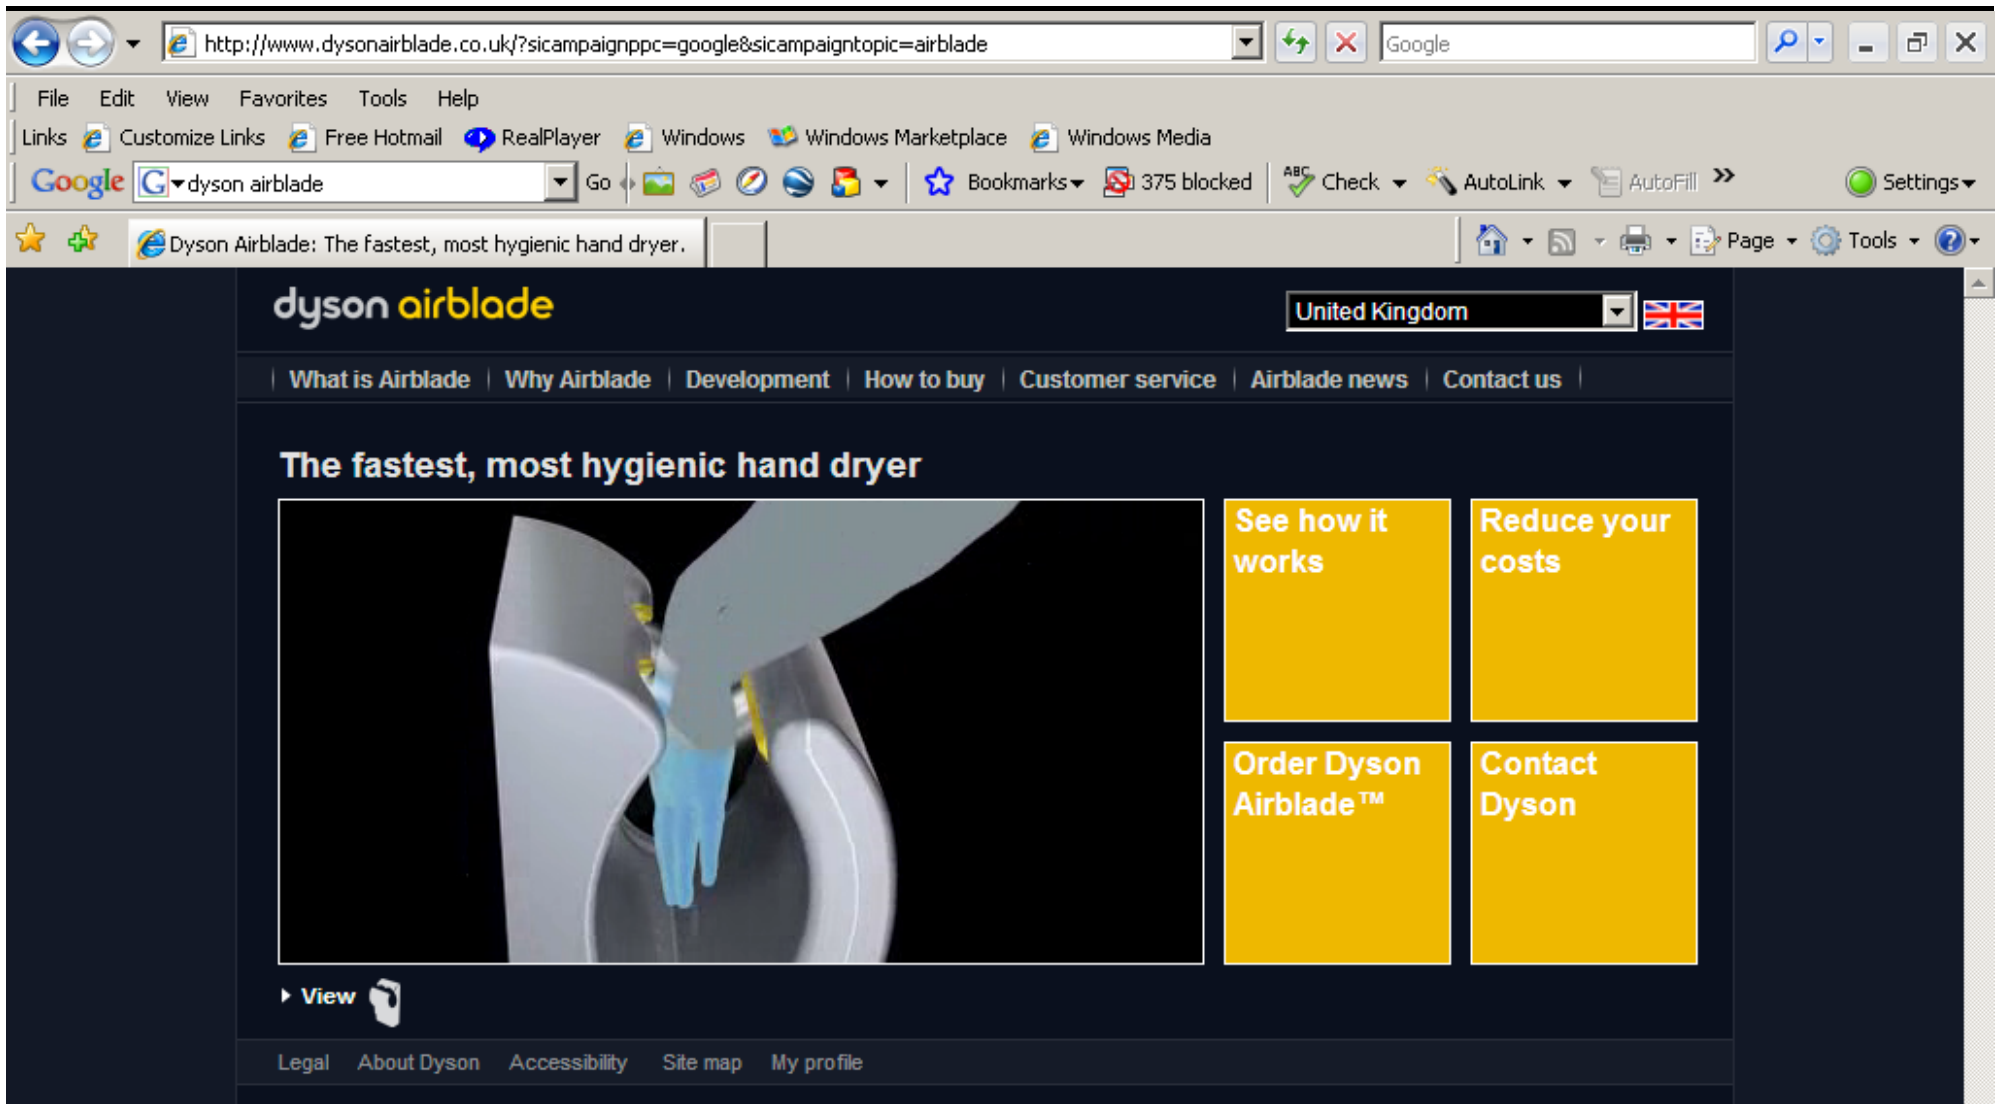 http://www.dysonairblade.co.uk/?sicampaignppc=google&sicampaigntopic=airblade
Google
File Edit View Favorites Tools Help
Links Customize Links Free Hotmail RealPlayer Windows Windows Marketplace Windows Media
Google G dyson airblade Go Bookmarks 375 blocked ABC Check AutoLink AutoFill Settings
Dyson Airblade: The fastest, most hygienic hand dryer.
Page Tools
dyson airblade
United Kingdom
What is Airblade Why Airblade Development How to buy Customer service Airblade news Contact us
The fastest, most hygienic hand dryer
See how it
works
Reduce your
costs
Order Dyson
Airblade™
Contact
Dyson
View
Legal About Dyson Accessibility Site map My profile